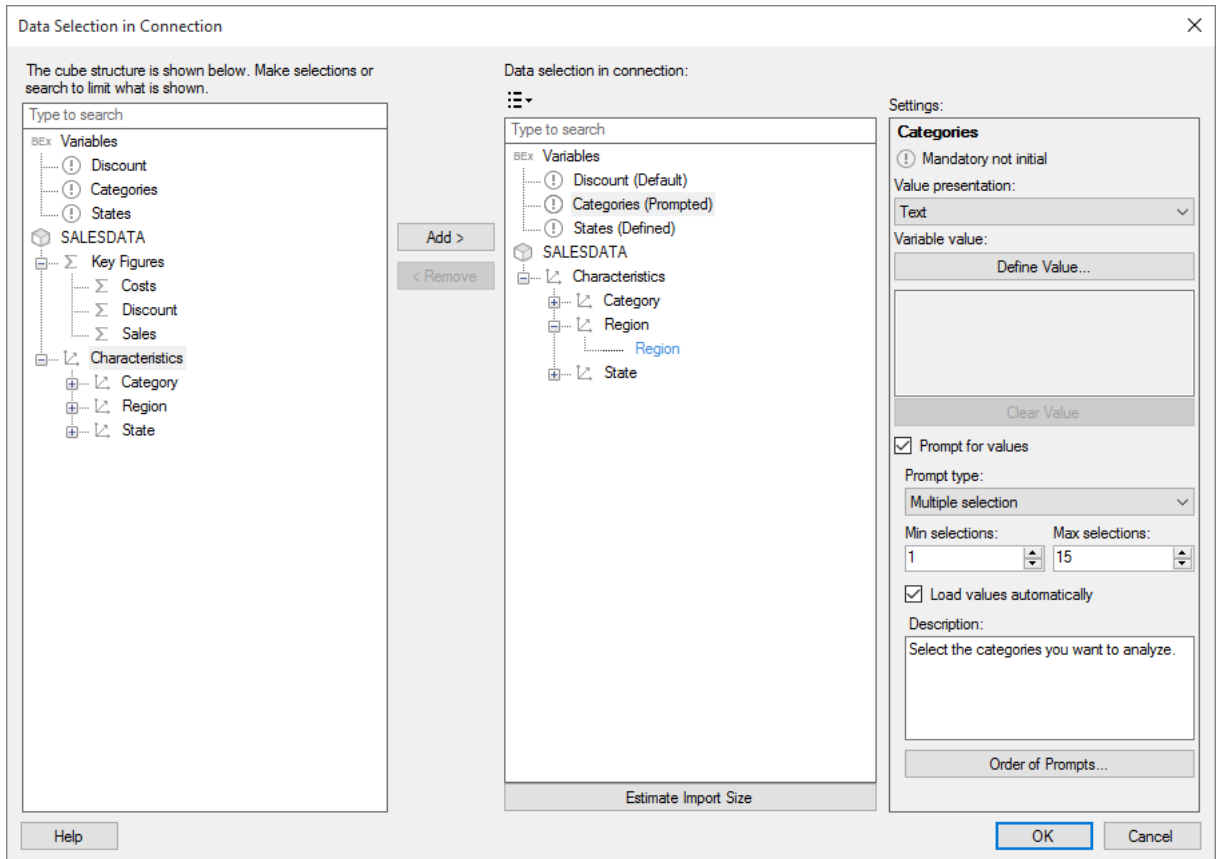 Data Selection in Connection
The cube structure is shown below. Make selections or
search to limit what is shown.
Type to search
BEx Variables
Discount
Categories
States
SALESDATA
Key Figures
Costs
Discount
Sales
Characteristics
Category
Region
State
Add >
< Remove
Data selection in connection:
Type to search
BEx Variables
Discount (Default)
Categories (Prompted)
States (Defined)
SALESDATA
Characteristics
Category
Region
Region
State
Estimate Import Size
Settings:
Categories
Mandatory not initial
Value presentation:
Text
Variable value:
Define Value...
Clear Value
Prompt for values
Prompt type:
Multiple selection
Min selections: Max selections:
1 15
Load values automatically
Description:
Select the categories you want to analyze.
Order of Prompts...
Help
OK
Cancel